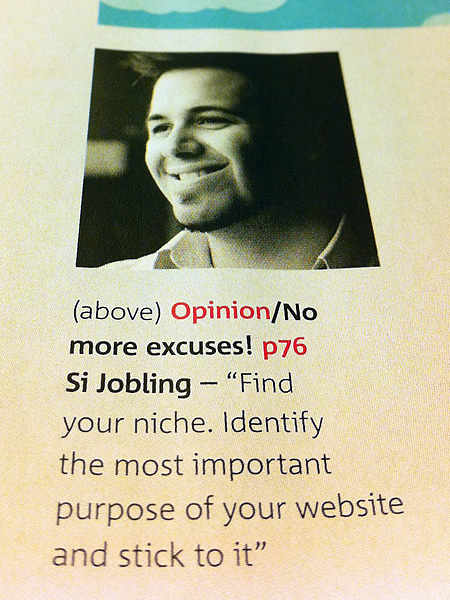 (above) Opinion/No
more excuses! p76
Si Jobling – “Find
your niche. Identify
the most important
purpose of your website
and stick to it”